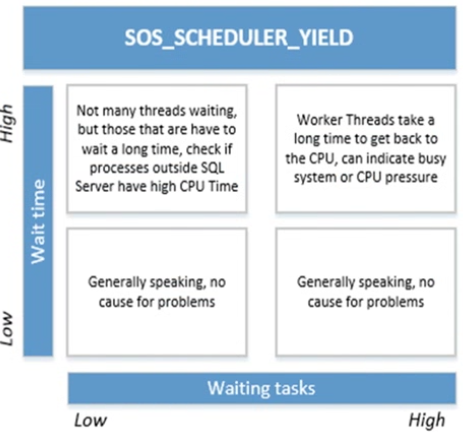 SOS_SCHEDULER_YIELD
High
Wait time
Low
Not many threads waiting,
but those that are have to
wait a long time, check if
processes outside SQL
Server have high CPU Time
Worker Threads take a
long time to get back to
the CPU, can indicate busy
system or CPU pressure
Generally speaking, no
cause for problems
Generally speaking, no
cause for problems
Waiting tasks
Low
High